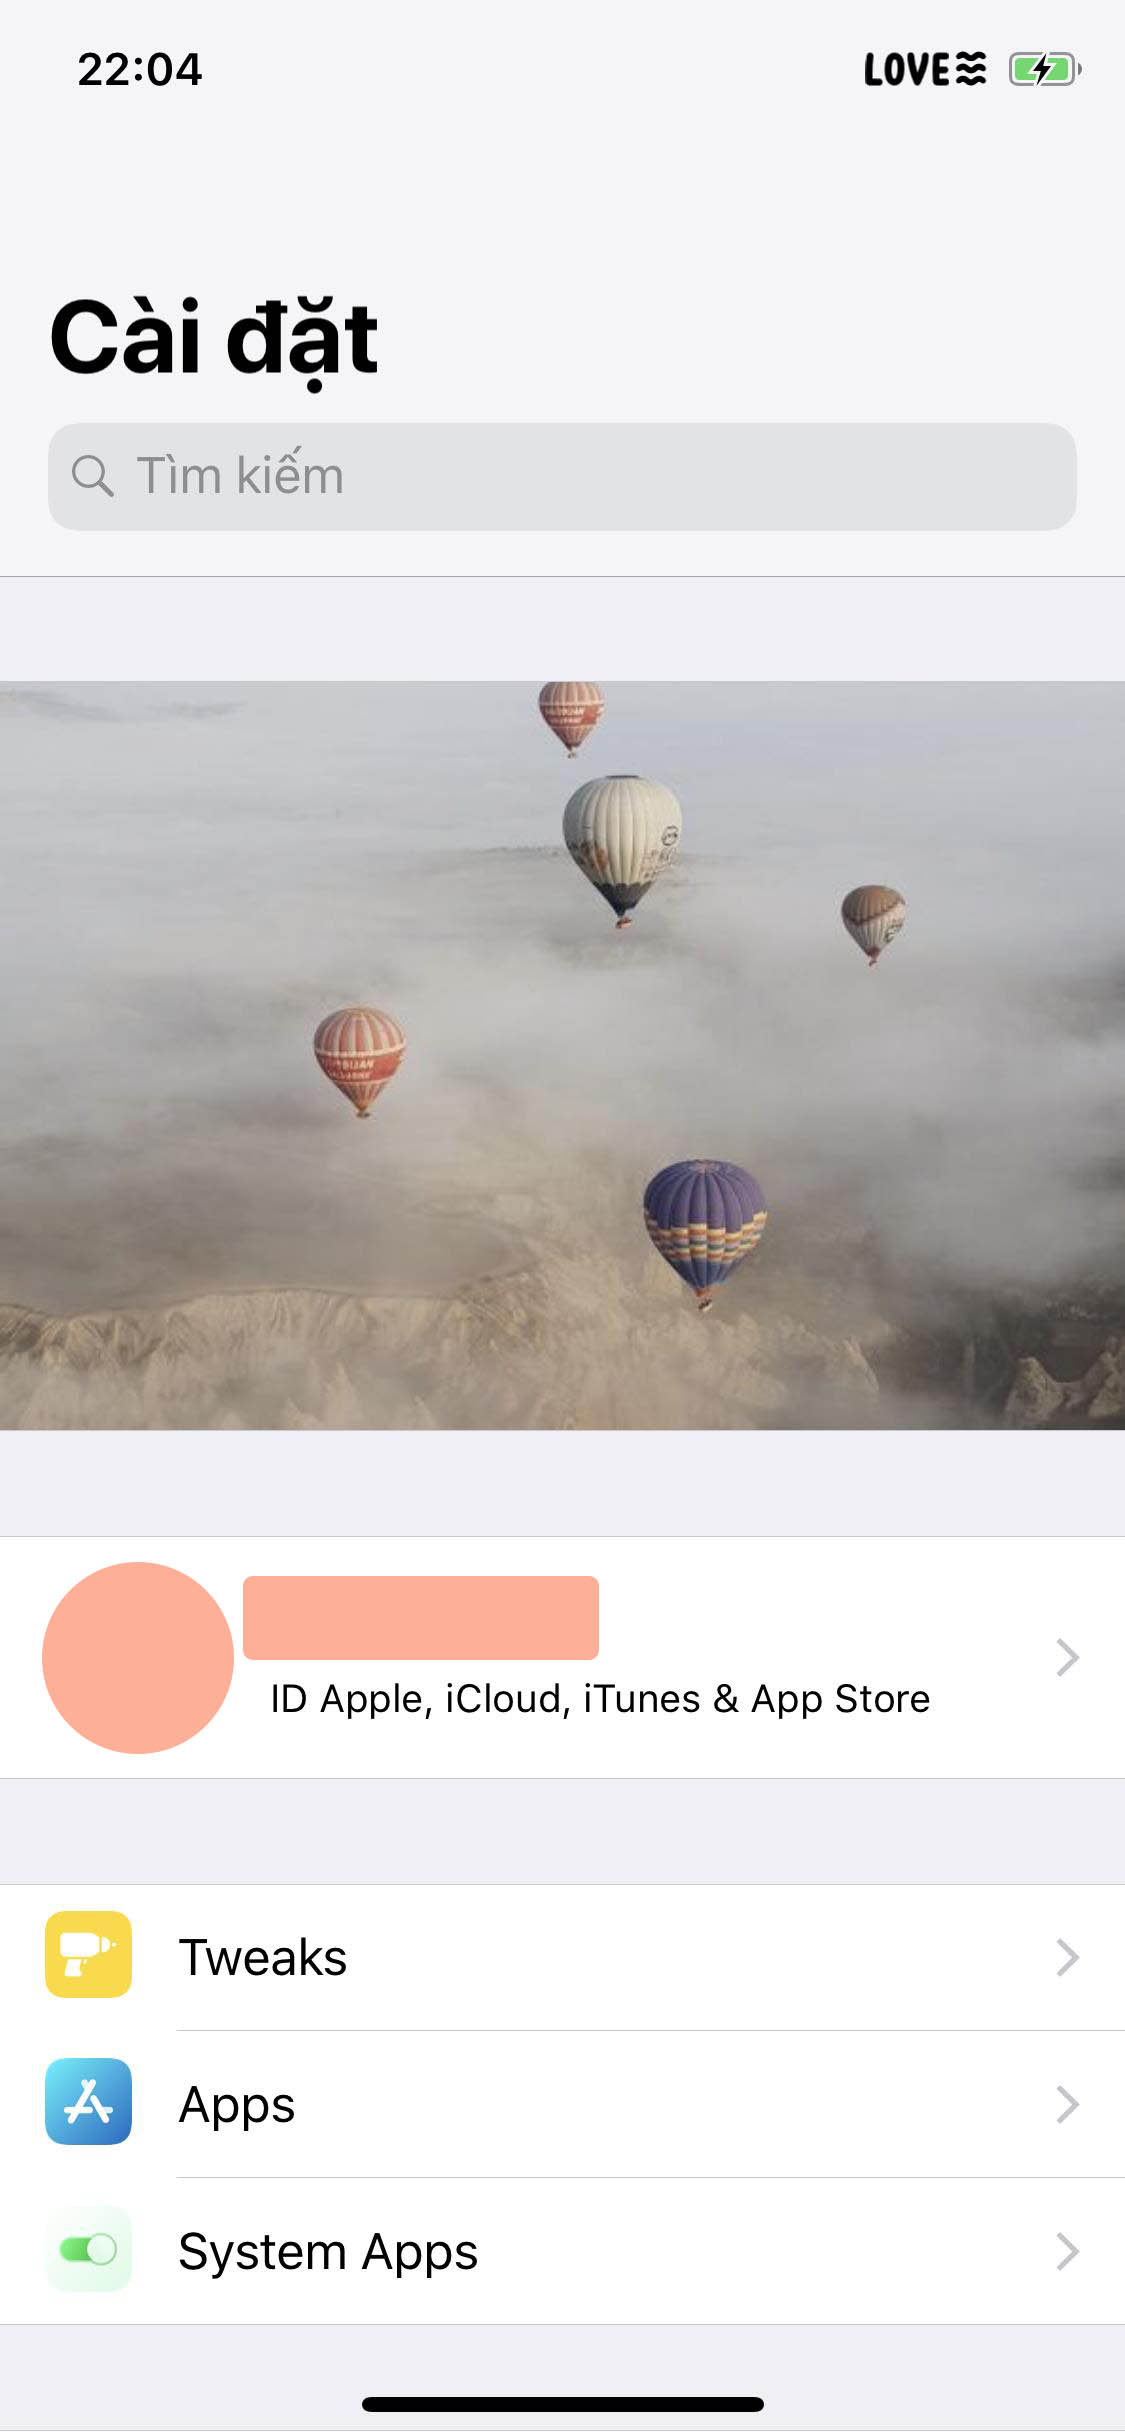 22:04
LOVE
Cài đặt
Tìm kiếm
ID Apple, iCloud, iTunes & App Store
Tweaks
Apps
System Apps